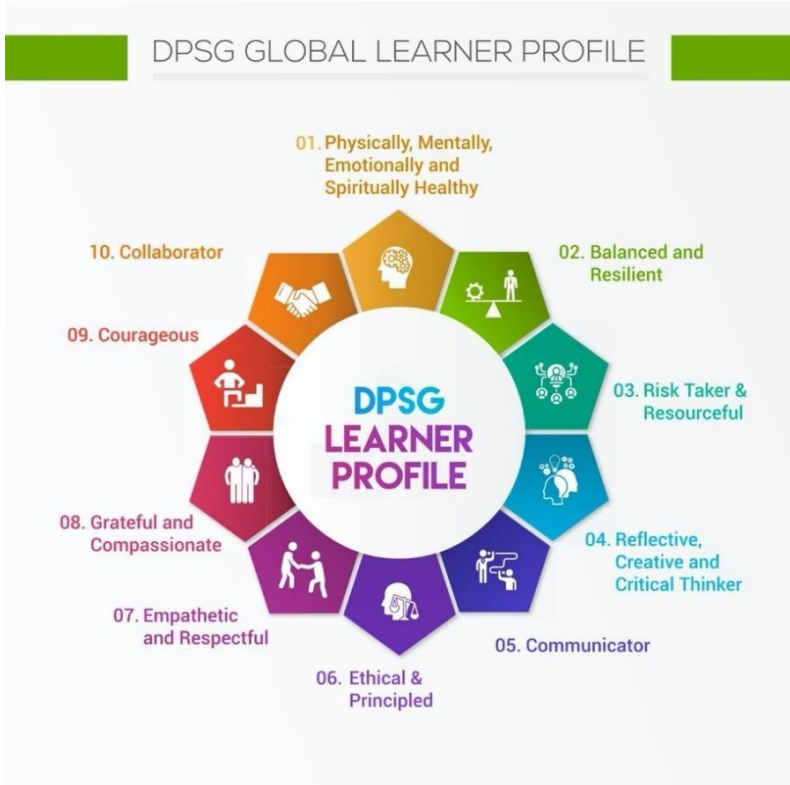 DPSG GLOBAL LEARNER PROFILE
01. Physically, Mentally,
Emotionally and
Spiritually Healthy
02. Balanced and
Resilient
03. Risk Taker &
Resourceful
04. Reflective,
Creative and
Critical Thinker
05. Communicator
06. Ethical &
Principled
07. Empathetic
and Respectful
08. Grateful and
Compassionate
09. Courageous
10. Collaborator
DPSG
LEARNER
PROFILE